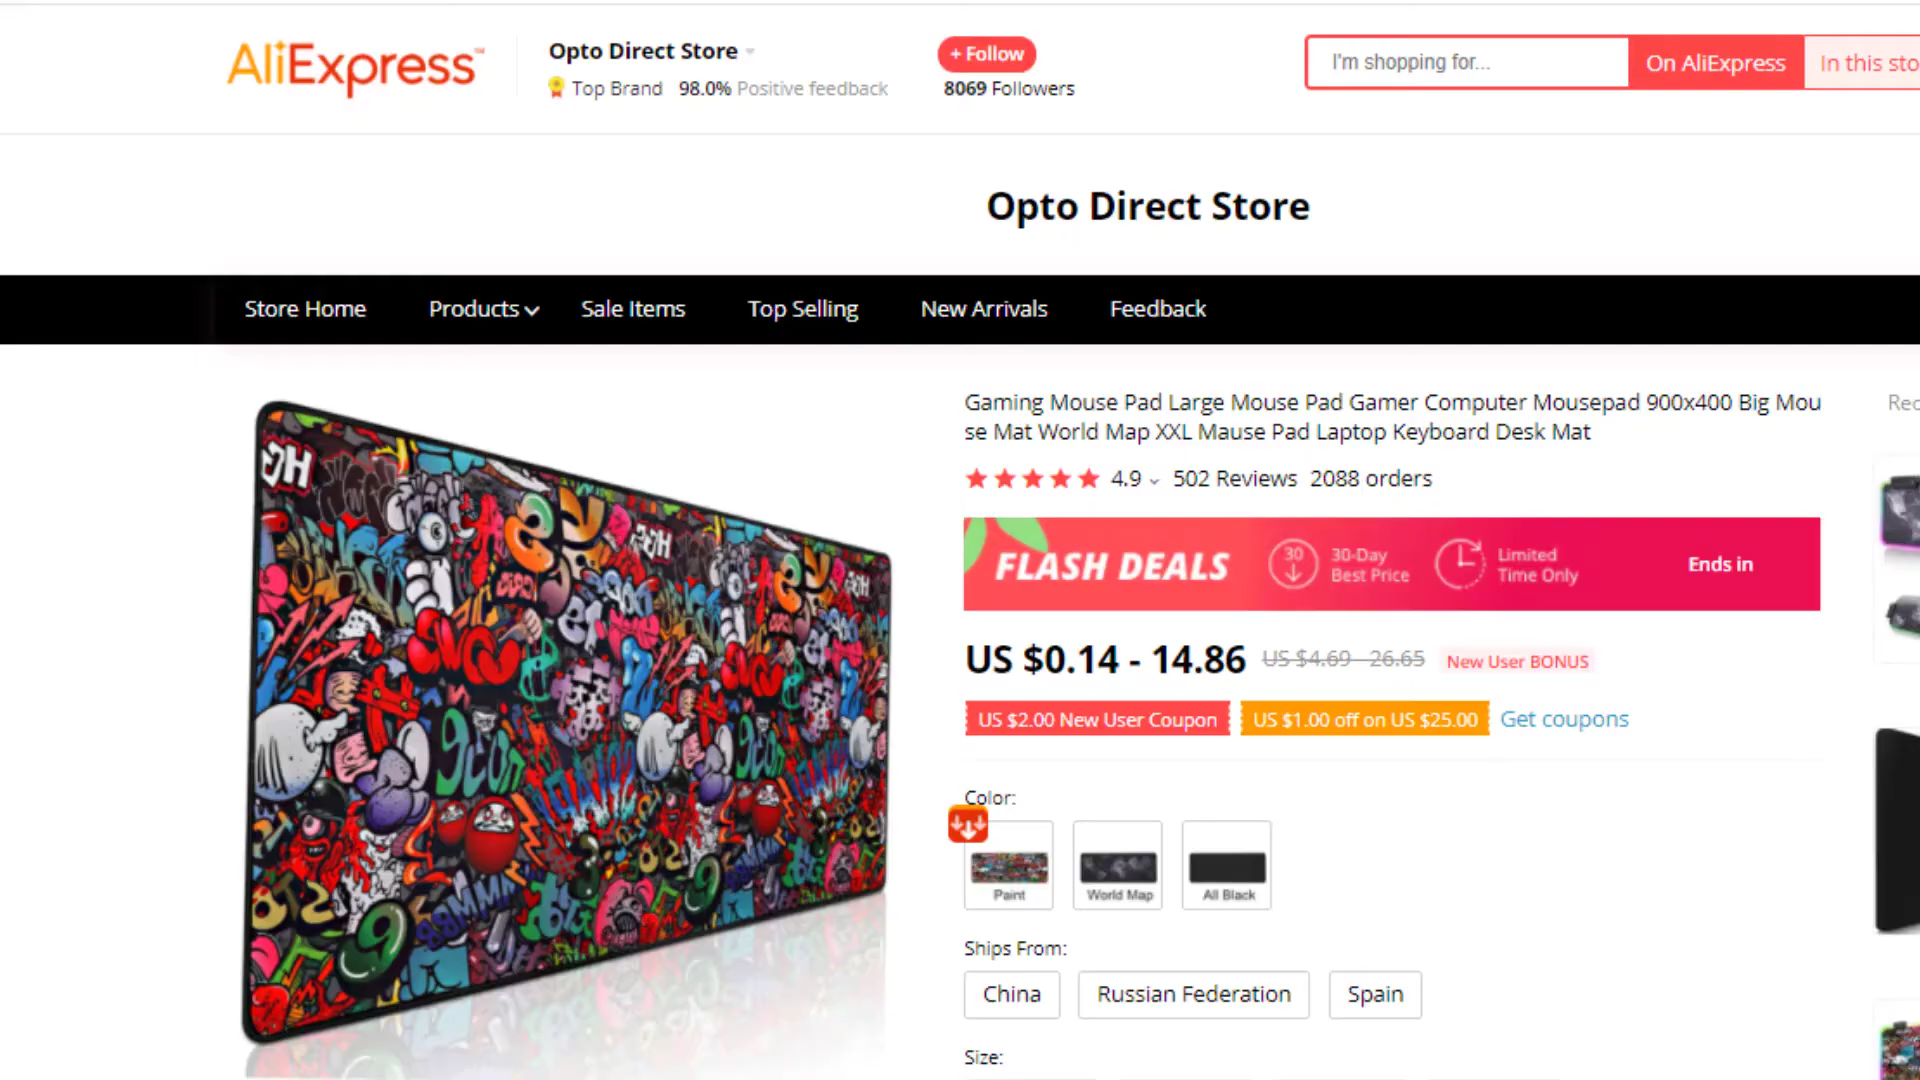 AliExpress™
Opto Direct Store
Top Brand 98.0% Positive feedback
+ Follow
8069 Followers
I'm shopping for...
On AliExpress
In this sto
Opto Direct Store
Store Home
Products
Sale Items
Top Selling
New Arrivals
Feedback
Gaming Mouse Pad Large Mouse Pad Gamer Computer Mousepad 900x400 Big Mou
se Mat World Map XXL Mause Pad Laptop Keyboard Desk Mat
Rec
4.9 502 Reviews 2088 orders
FLASH DEALS
30
30-Day
Best Price
Limited
Time Only
Ends in
US $0.14 - 14.86 US $4.69 - 26.65 New User BONUS
US $2.00 New User Coupon US $1.00 off on US $25.00 Get coupons
Color:
Paint
World Map
All Black
Ships From:
China
Russian Federation
Spain
Size: